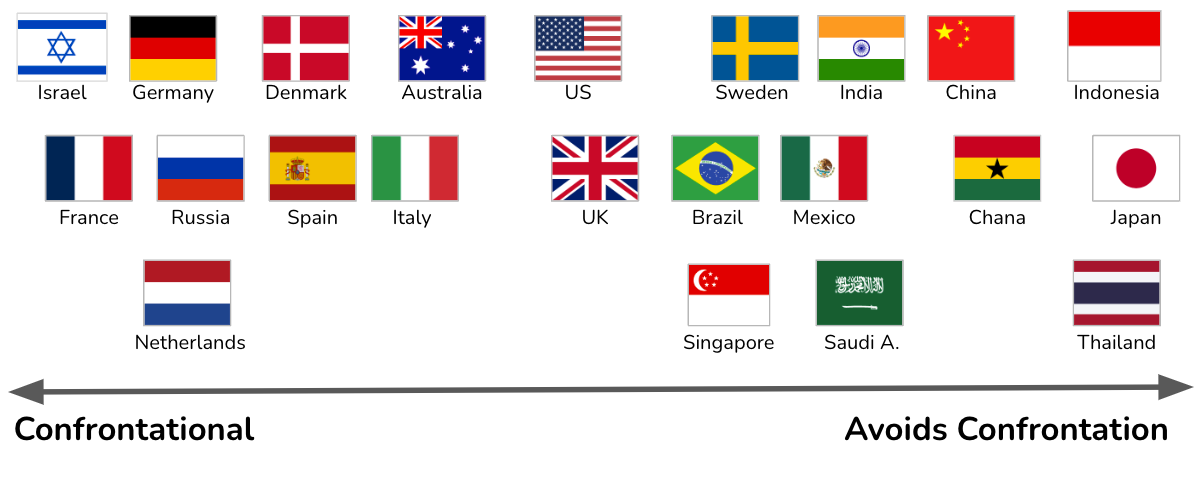 Israel Germany Denmark Australia US Sweden India China Indonesia
France Russia Spain Italy UK Brazil Mexico Chana Japan
Netherlands Singapore Saudi A. Thailand
Confrontational Avoids Confrontation